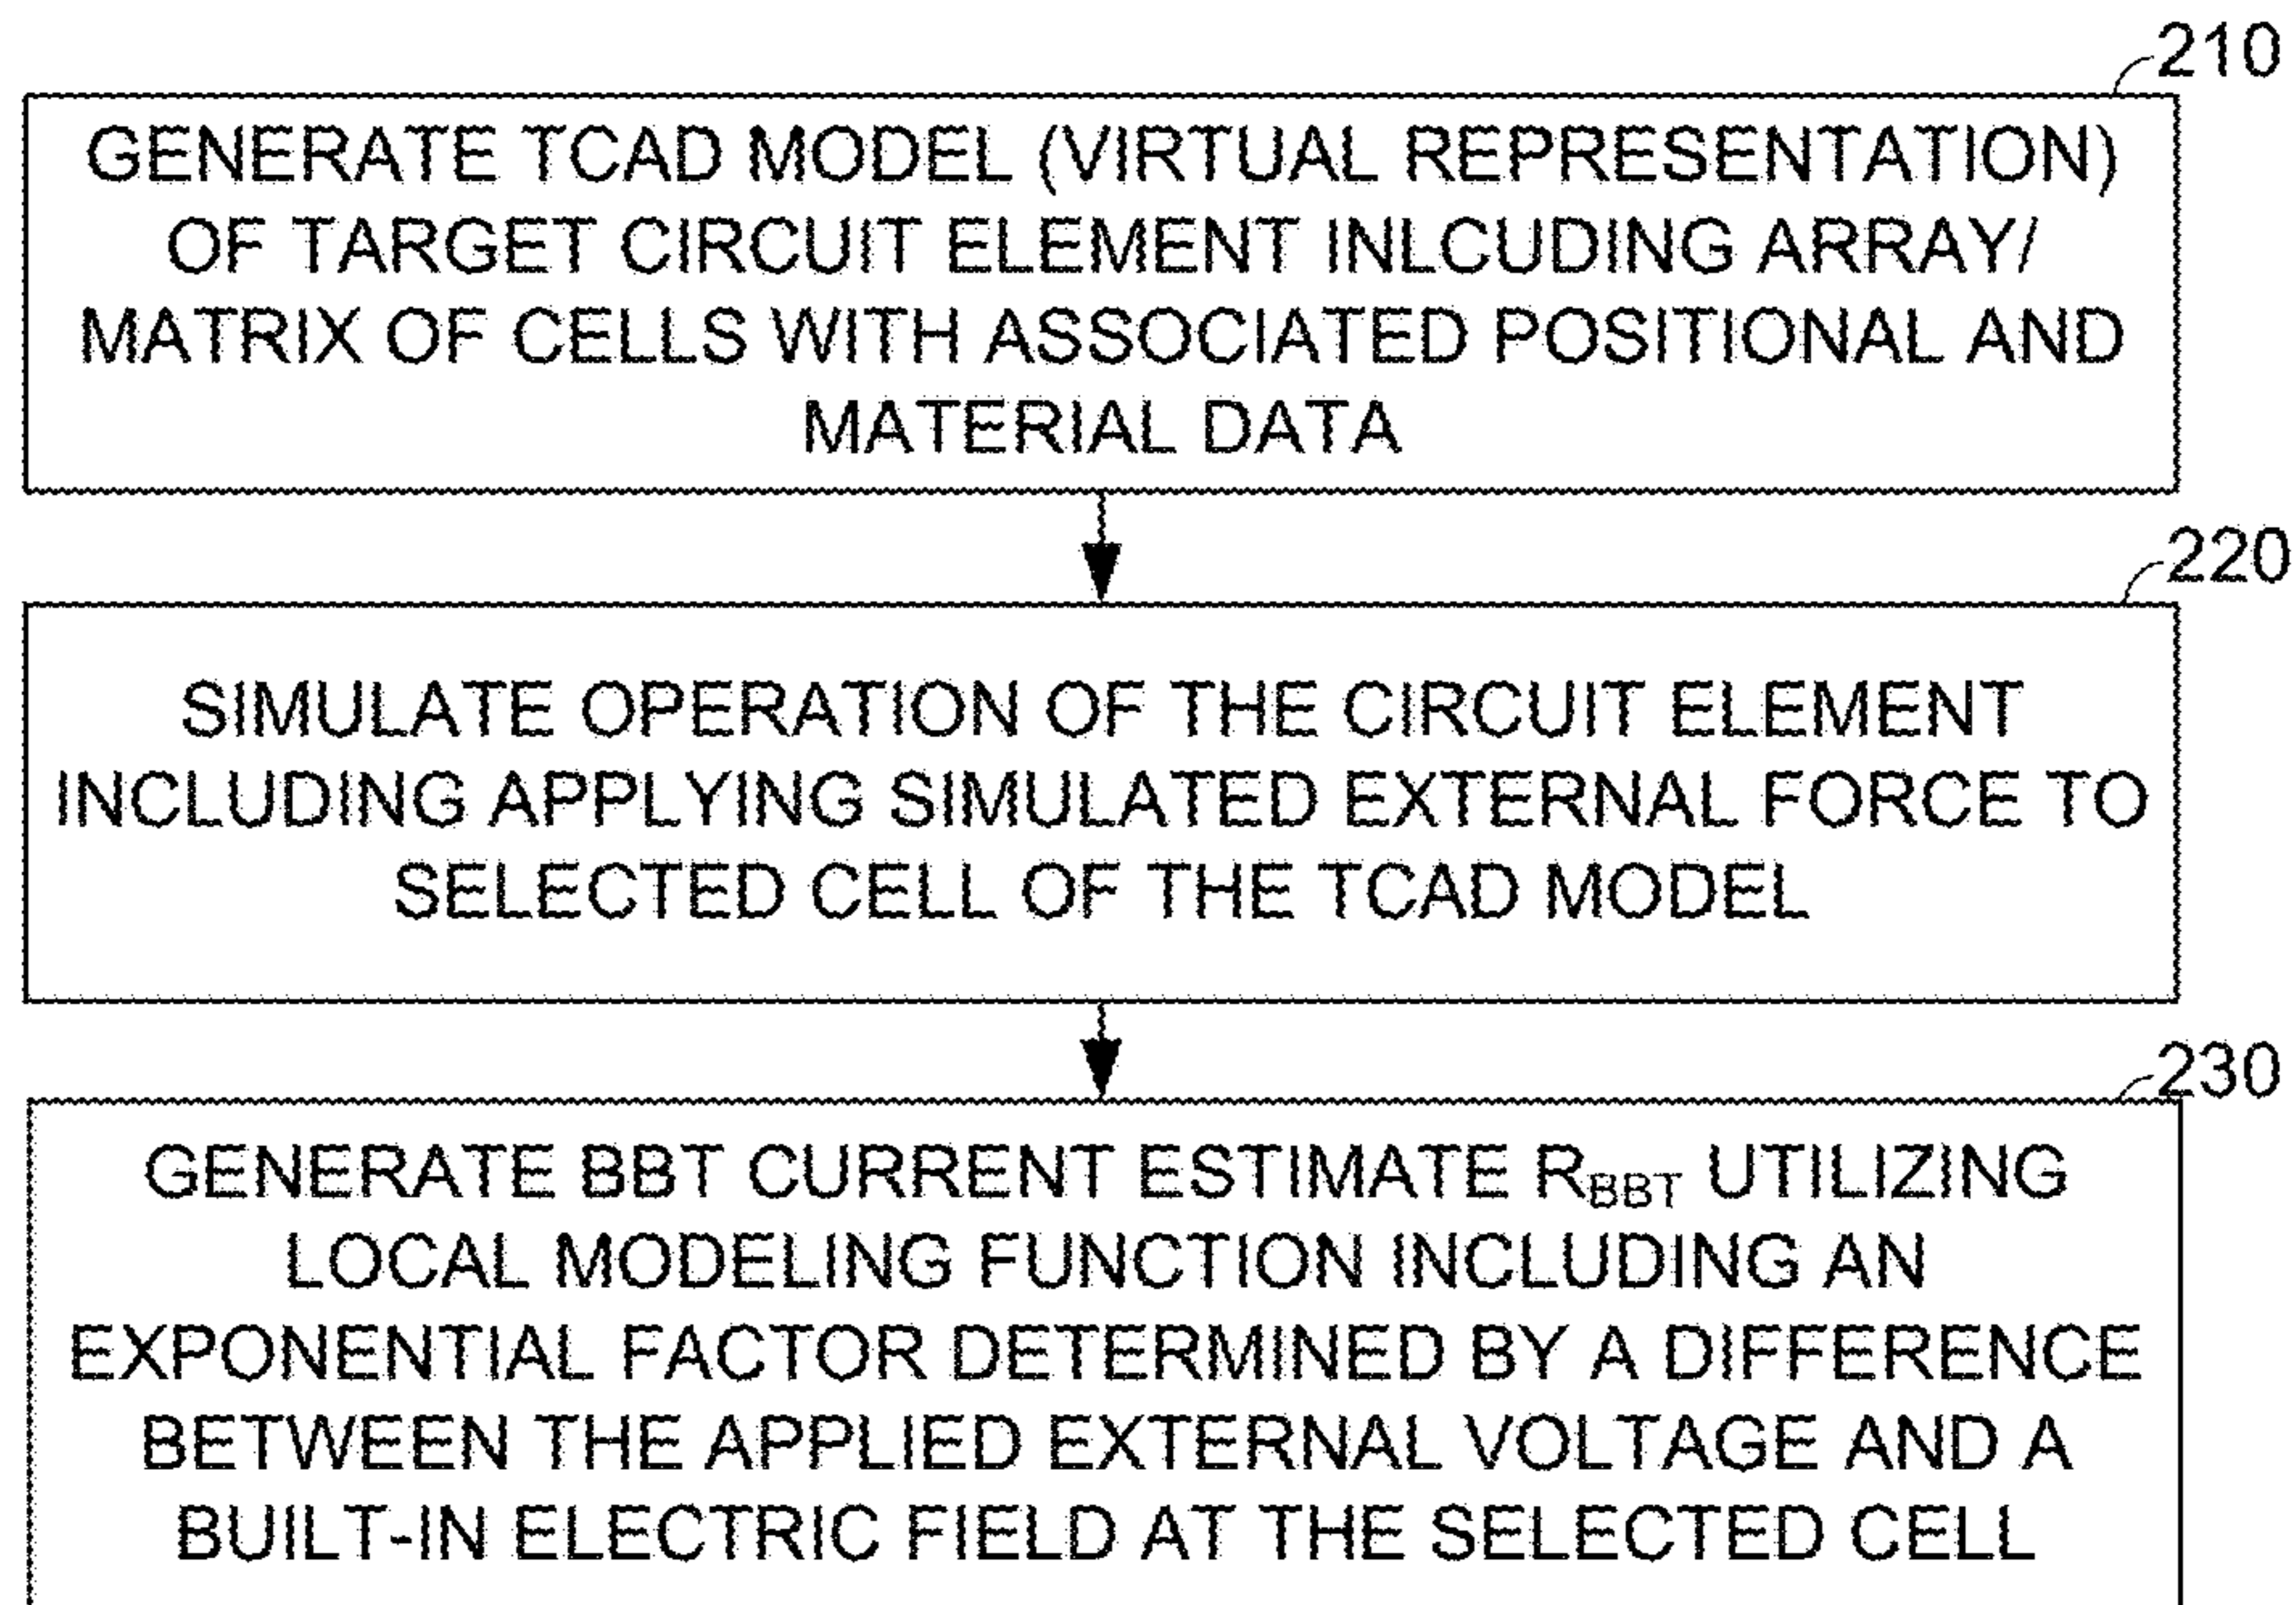 210
GENERATE TCAD MODEL (VIRTUAL REPRESENTATION)
OF TARGET CIRCUIT ELEMENT INLCUDING ARRAY/
MATRIX OF CELLS WITH ASSOCIATED POSITIONAL AND
MATERIAL DATA
220
SIMULATE OPERATION OF THE CIRCUIT ELEMENT
INCLUDING APPLYING SIMULATED EXTERNAL FORCE TO
SELECTED CELL OF THE TCAD MODEL
230
GENERATE BBT CURRENT ESTIMATE RBBT UTILIZING
LOCAL MODELING FUNCTION INCLUDING AN
EXPONENTIAL FACTOR DETERMINED BY A DIFFERENCE
BETWEEN THE APPLIED EXTERNAL VOLTAGE AND A
BUILT-IN ELECTRIC FIELD AT THE SELECTED CELL